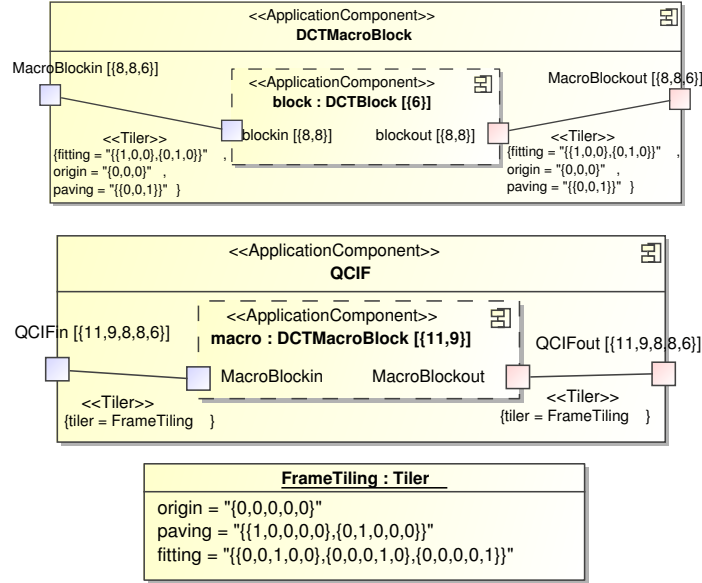 <<ApplicationComponent>>
DCTMacroBlock
MacroBlockin [{8,8,6}]
<<ApplicationComponent>>
block : DCTBlock [{6}]
MacroBlockout [{8,8,6}]
blockin [{8,8}]
blockout [{8,8}]
<<Tiler>>
{fitting = "{{1,0,0},{0,1,0}}" ,
origin = "{0,0,0}" ,
paving = "{{0,0,1}}" }
<<Tiler>>
{fitting = "{{1,0,0},{0,1,0}}" ,
origin = "{0,0,0}" ,
paving = "{{0,0,1}}" }
<<ApplicationComponent>>
QCIF
QCIFin [{11,9,8,8,6}]
<<ApplicationComponent>>
macro : DCTMacroBlock [{11,9}]
QCIFout [{11,9,8,8,6}]
MacroBlockin
MacroBlockout
<<Tiler>>
{tiler = FrameTiling }
<<Tiler>>
{tiler = FrameTiling }
FrameTiling : Tiler
origin = "{0,0,0,0,0}"
paving = "{{1,0,0,0,0},{0,1,0,0,0}}"
fitting = "{{0,0,1,0,0},{0,0,0,1,0},{0,0,0,0,1}}"